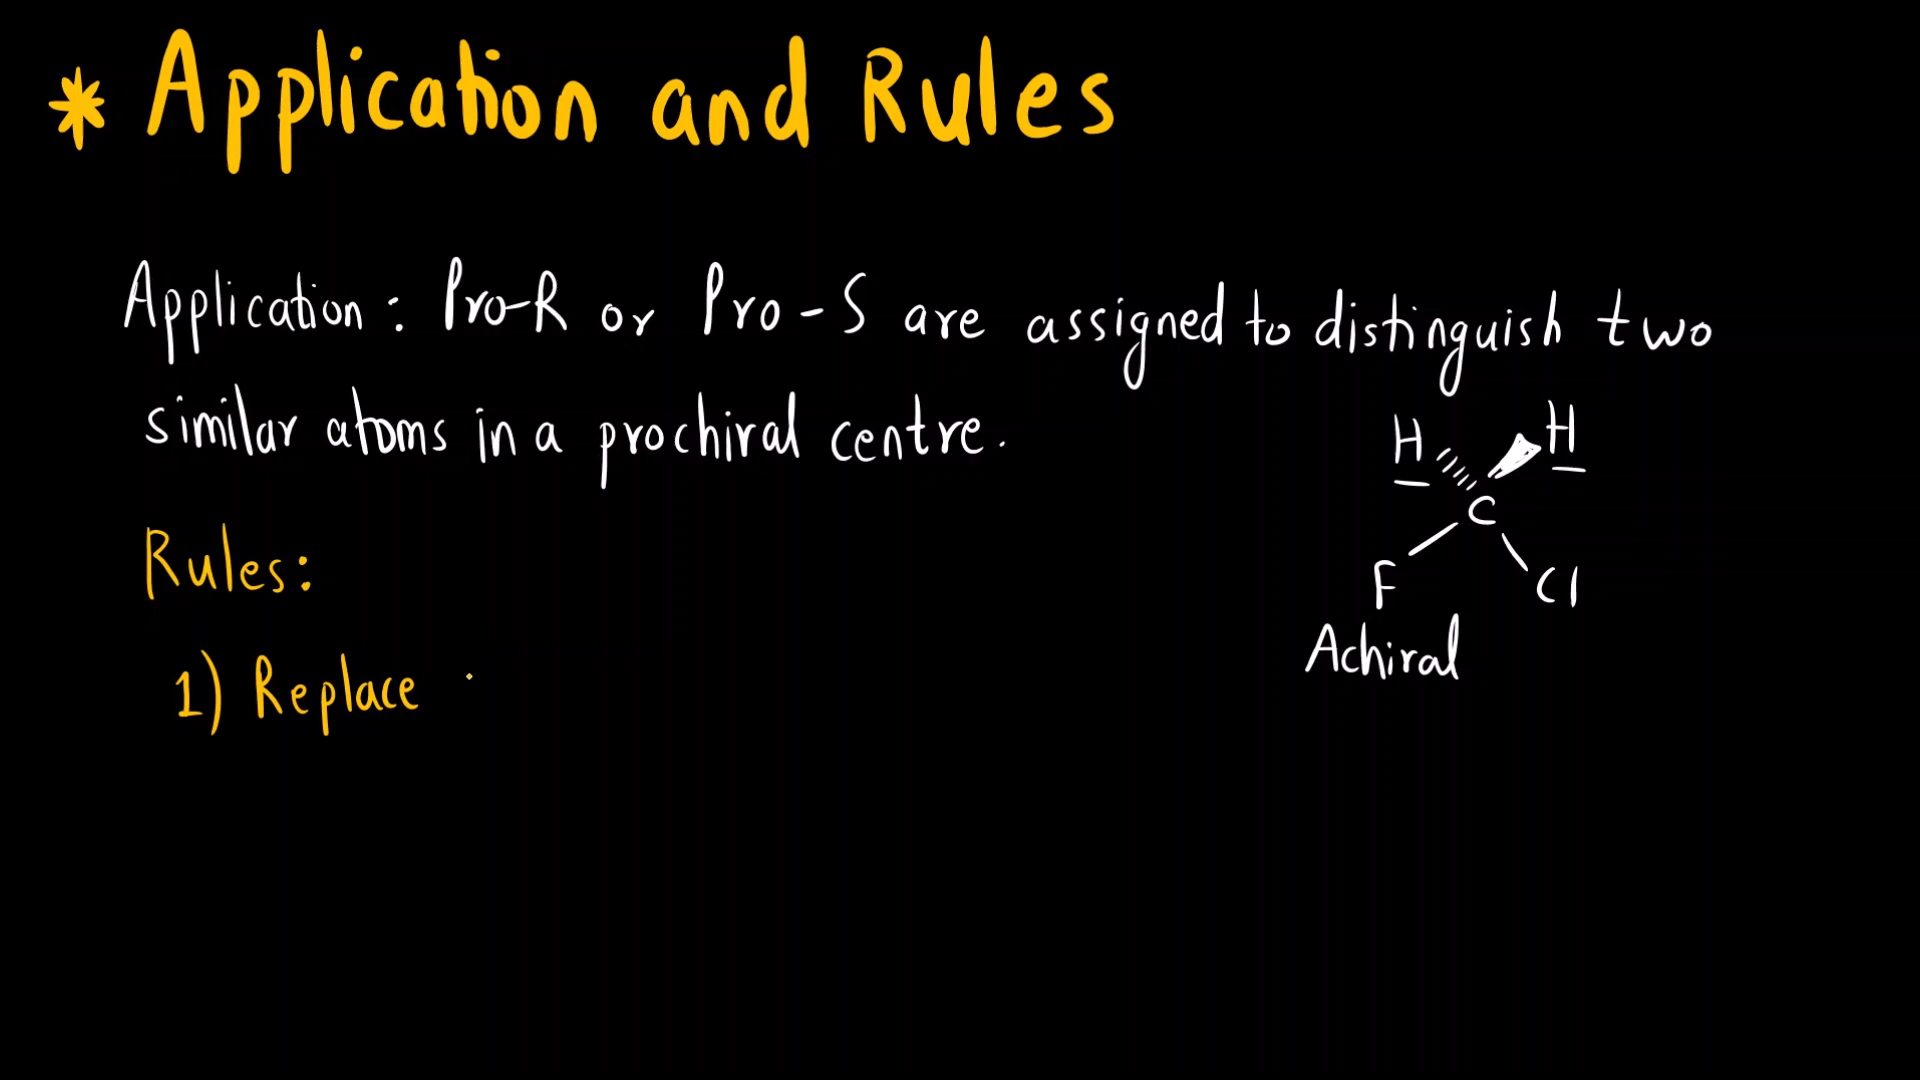 * Application and Rules
Application: Pro-R or Pro-S are assigned to distinguish two
similar atoms in a prochiral centre.
H H
C
F Cl
Achiral
Rules:
1) Replace